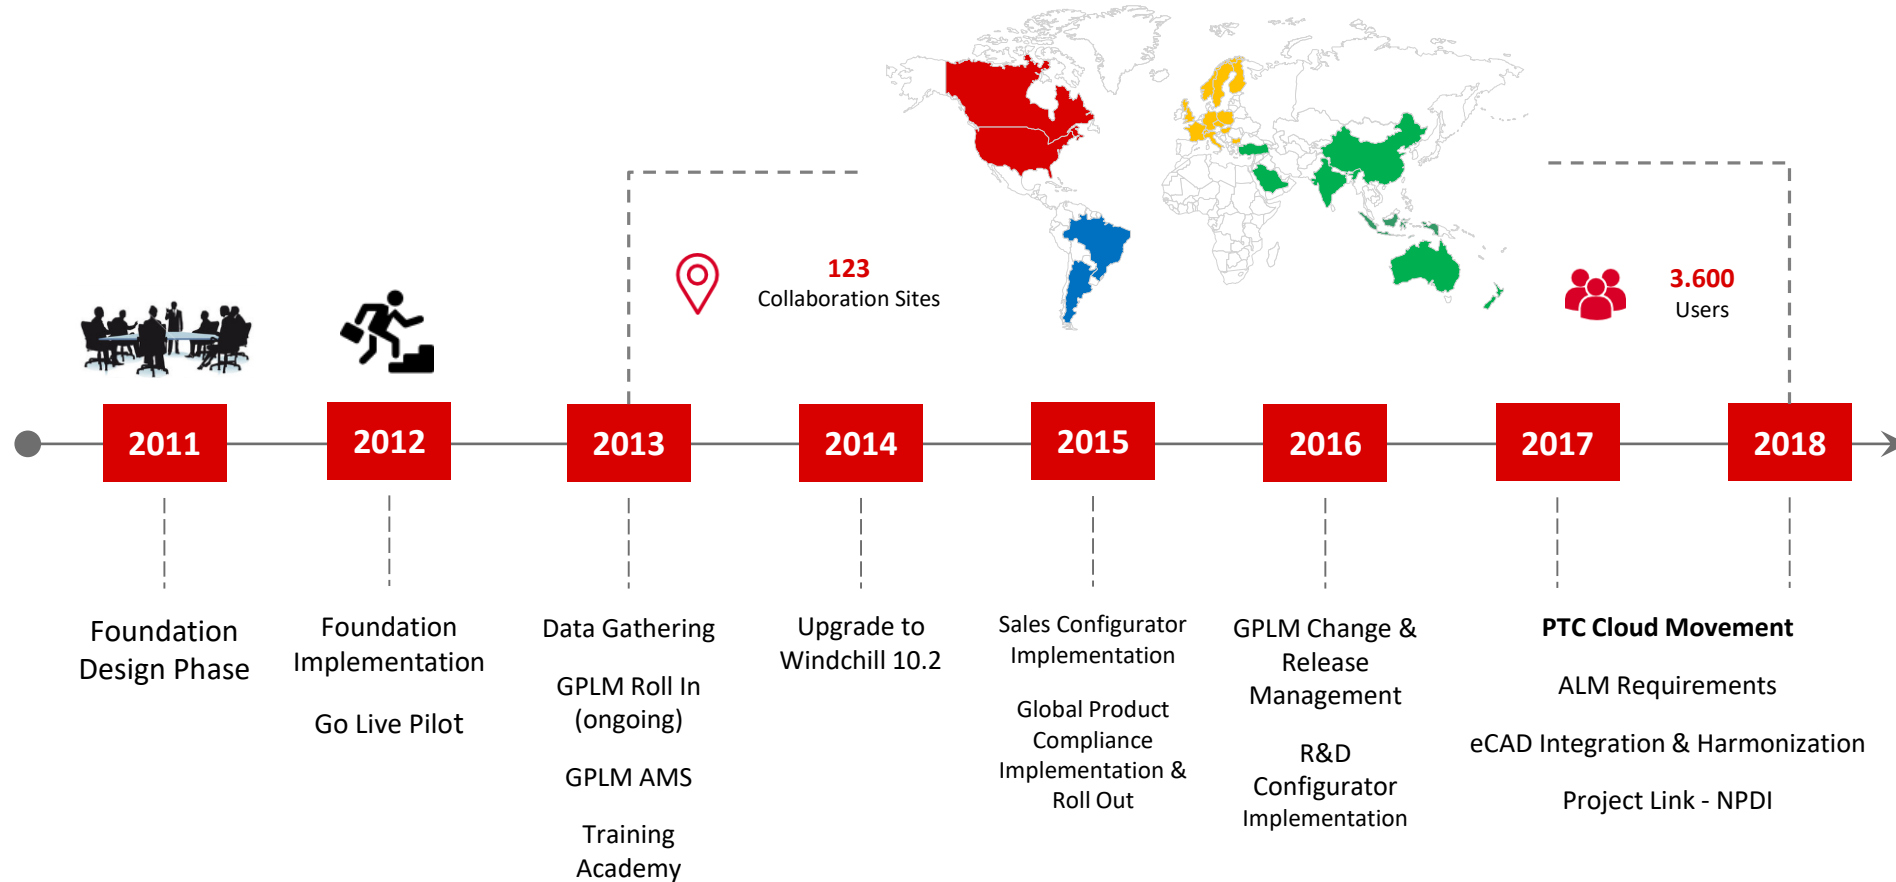 123
Collaboration Sites
3.600
Users
2011
2012
2013
2014
2015
2016
2017
2018
Foundation
Design Phase
Foundation
Implementation
Go Live Pilot
Data Gathering
GPLM Roll In
(ongoing)
GPLM AMS
Training
Academy
Upgrade to
Windchill 10.2
Sales Configurator
Implementation
Global Product
Compliance
Implementation &
Roll Out
GPLM Change &
Release
Management
R&D
Configurator
Implementation
PTC Cloud Movement
ALM Requirements
eCAD Integration & Harmonization
Project Link - NPDI